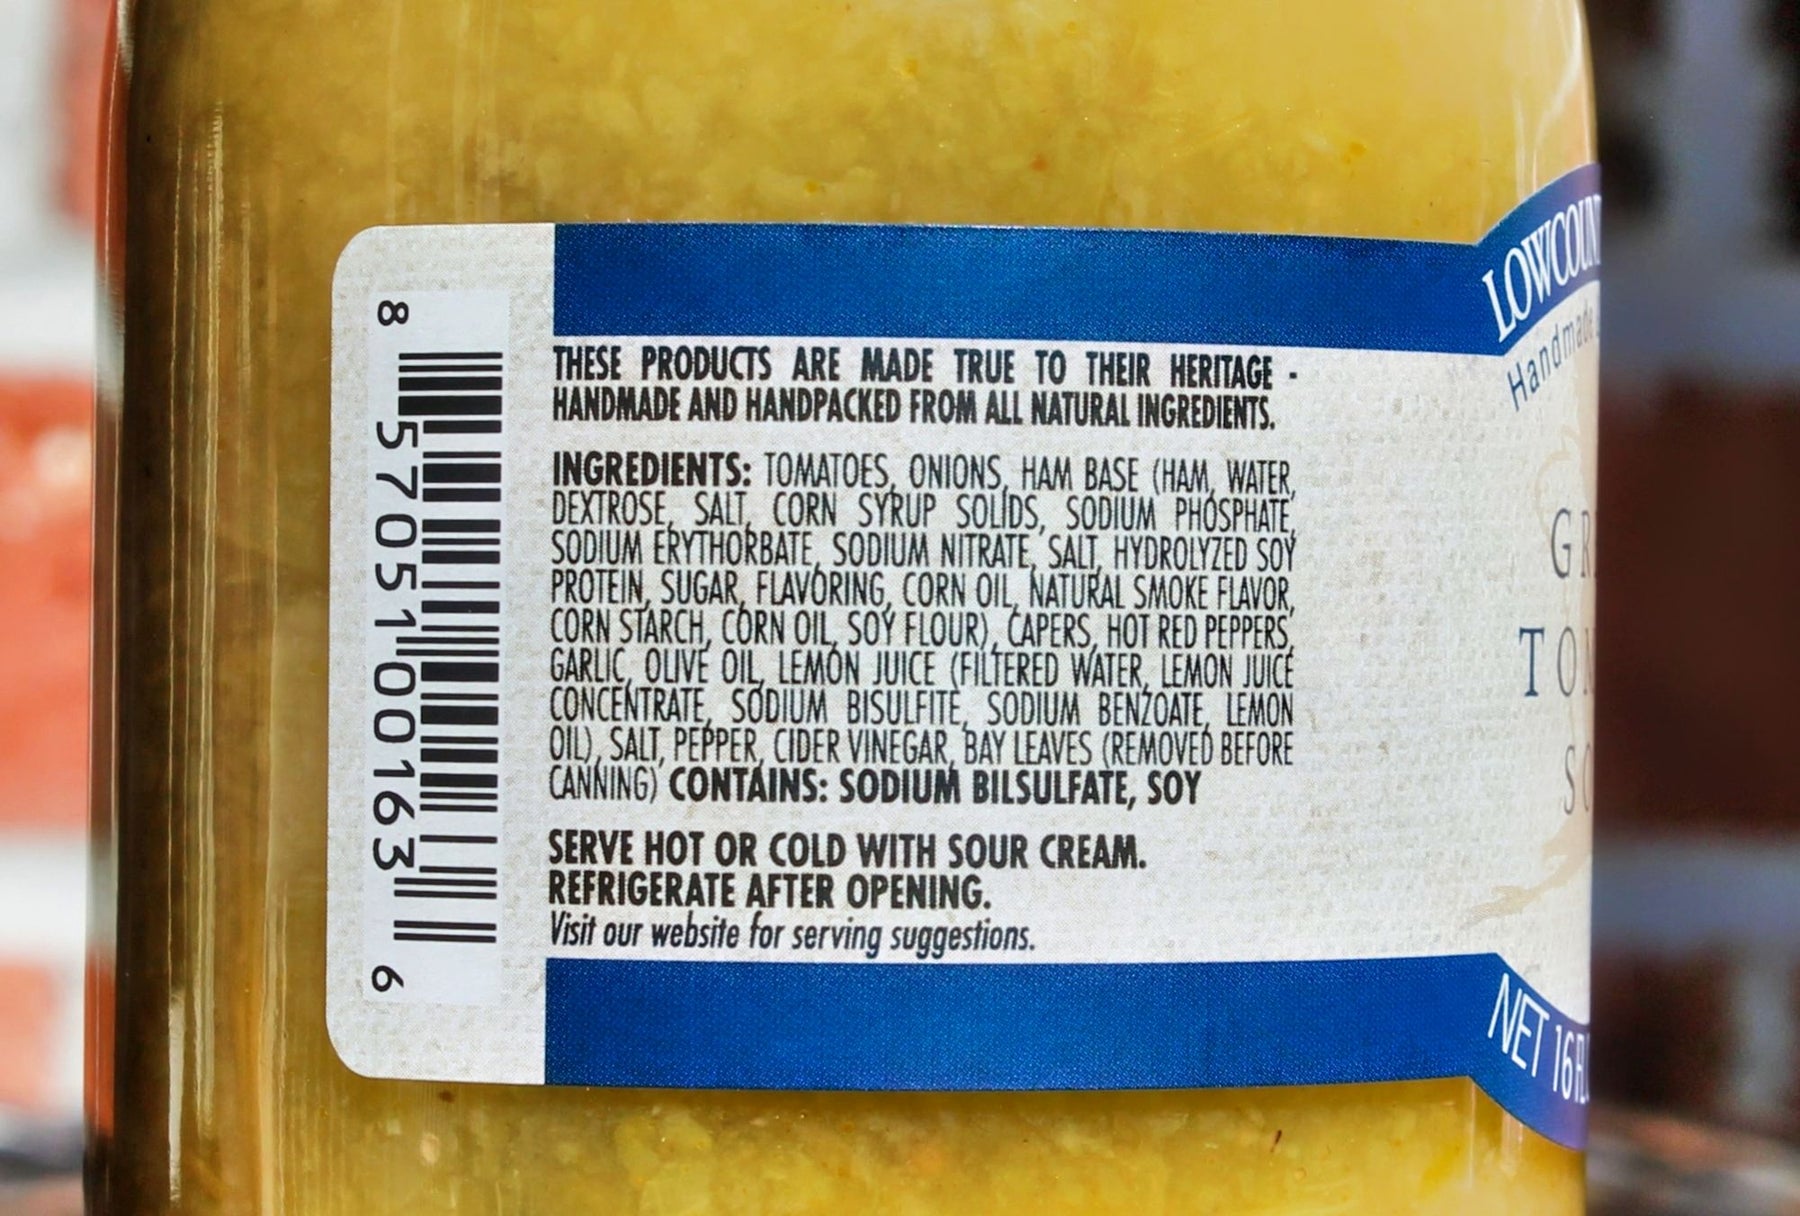 THESE PRODUCTS ARE MADE TRUE TO THEIR HERITAGE -
HANDMADE AND HANDPACKED FROM ALL NATURAL INGREDIENTS.
INGREDIENTS: TOMATOES, ONIONS, HAM BASE (HAM, WATER,
DEXTROSE, SALT, CORN SYRUP SOLIDS, SODIUM PHOSPHATE,
SODIUM ERYTHORBATE, SODIUM NITRATE, SALT, HYDROLYZED SOY
PROTEIN, SUGAR, FLAVORING, CORN OIL, NATURAL SMOKE FLAVOR,
CORN STARCH, CORN OIL, SOY FLOUR), CAPERS, HOT RED PEPPERS,
GARLIC, OLIVE OIL, LEMON JUICE (FILTERED WATER, LEMON JUICE
CONCENTRATE, SODIUM BISULFITE, SODIUM BENZOATE, LEMON
OIL), SALT, PEPPER, CIDER VINEGAR, BAY LEAVES (REMOVED BEFORE
CANNING) CONTAINS: SODIUM BILSULFATE, SOY
SERVE HOT OR COLD WITH SOUR CREAM.
REFRIGERATE AFTER OPENING.
Visit our website for serving suggestions.
8 57051 00163 6
Handmade
NET 16